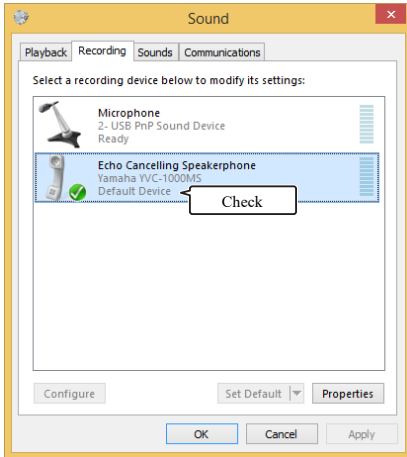 Sound
Playback Recording Sounds Communications
Select a recording device below to modify its settings:
Microphone
2- USB PnP Sound Device
Ready
Echo Cancelling Speakerphone
Yamaha YVC-1000MS
Default Device
Check
Configure Set Default Properties
OK Cancel Apply